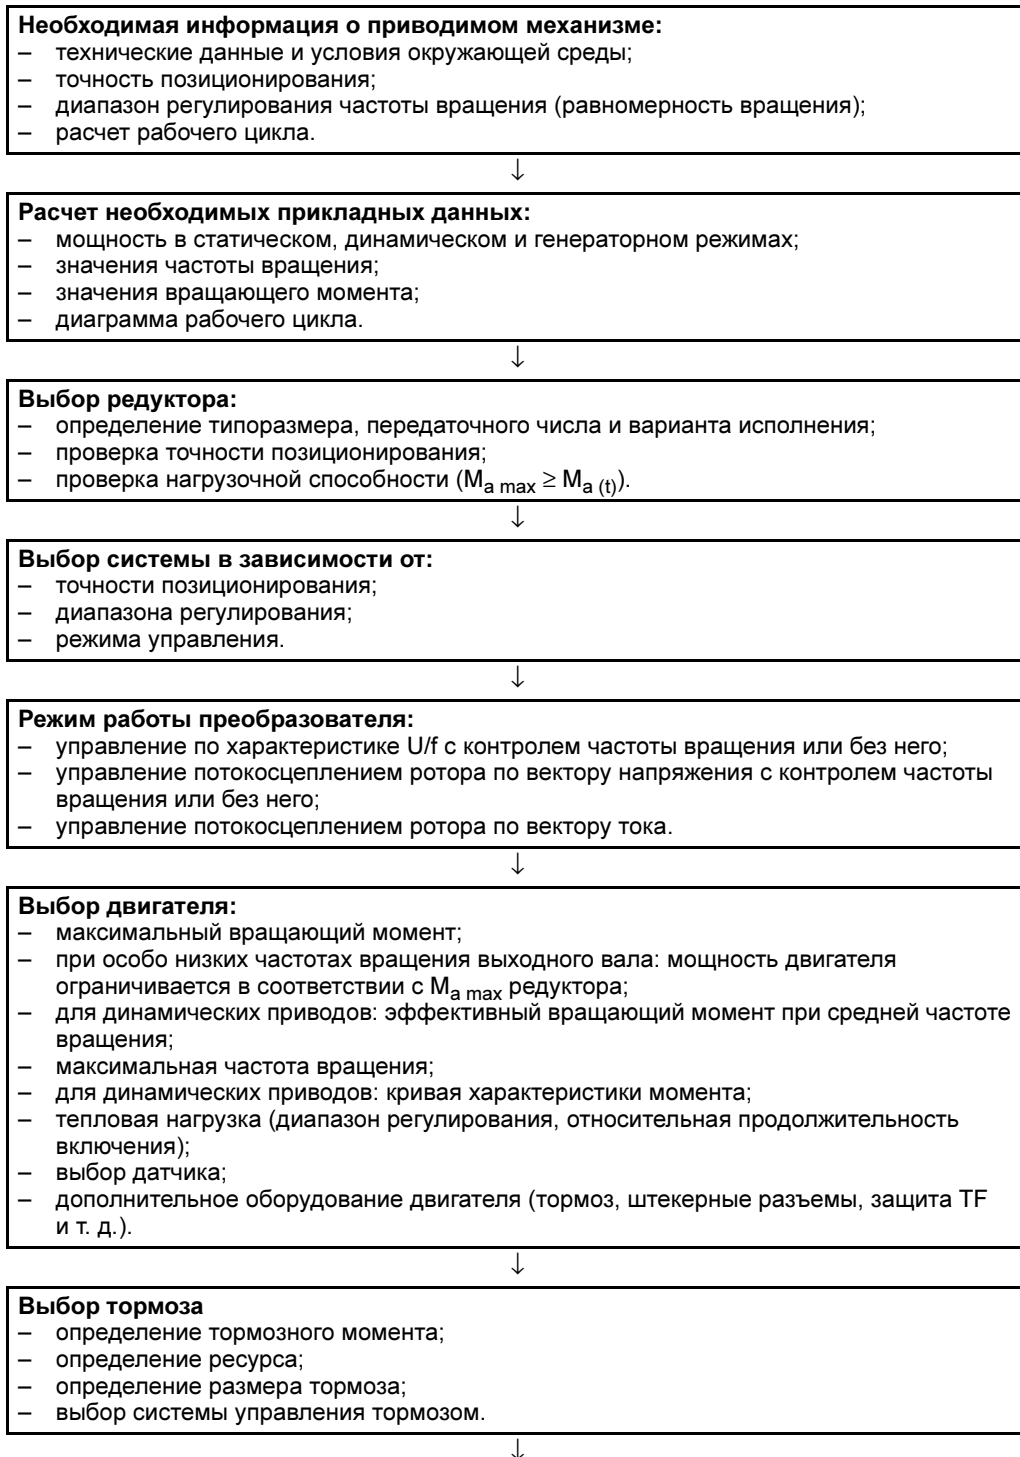 Необходимая информация о приводимом механизме:
– технические данные и условия окружающей среды;
– точность позиционирования;
– диапазон регулирования частоты вращения (равномерность вращения);
– расчет рабочего цикла.
↓
Расчет необходимых прикладных данных:
– мощность в статическом, динамическом и генераторном режимах;
– значения частоты вращения;
– значения вращающего момента;
– диаграмма рабочего цикла.
↓
Выбор редуктора:
– определение типоразмера, передаточного числа и варианта исполнения;
– проверка точности позиционирования;
– проверка нагрузочной способности (Ma max ≥ Ma (t)).
↓
Выбор системы в зависимости от:
– точности позиционирования;
– диапазона регулирования;
– режима управления.
↓
Режим работы преобразователя:
– управление по характеристике U/f с контролем частоты вращения или без него;
– управление потокосцеплением ротора по вектору напряжения с контролем частоты
вращения или без него;
– управление потокосцеплением ротора по вектору тока.
↓
Выбор двигателя:
– максимальный вращающий момент;
– при особо низких частотах вращения выходного вала: мощность двигателя
ограничивается в соответствии с Ma max редуктора;
– для динамических приводов: эффективный вращающий момент при средней частоте
вращения;
– максимальная частота вращения;
– для динамических приводов: кривая характеристики момента;
– тепловая нагрузка (диапазон регулирования, относительная продолжительность
включения);
– выбор датчика;
– дополнительное оборудование двигателя (тормоз, штекерные разъемы, защита TF
и т. д.).
↓
Выбор тормоза
– определение тормозного момента;
– определение ресурса;
– определение размера тормоза;
– выбор системы управления тормозом.
↓